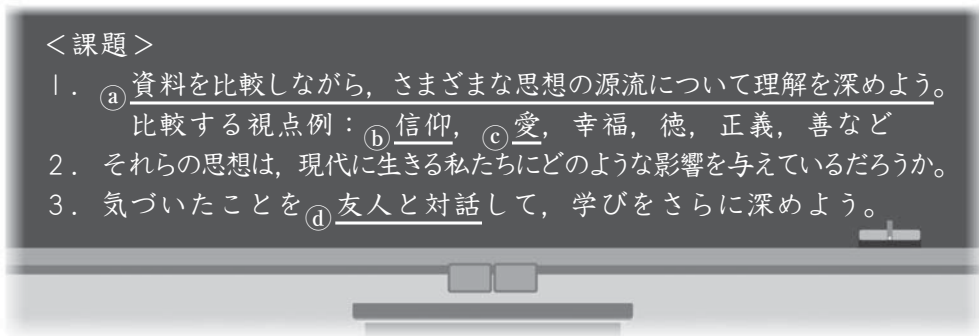 ＜課題＞
1．ⓐ資料を比較しながら，さまざまな思想の源流について理解を深めよう。
比較する視点例：ⓑ信仰，ⓒ愛，幸福，徳，正義，善など
2．それらの思想は，現代に生きる私たちにどのような影響を与えているだろうか。
3．気づいたことをⓓ友人と対話して，学びをさらに深めよう。